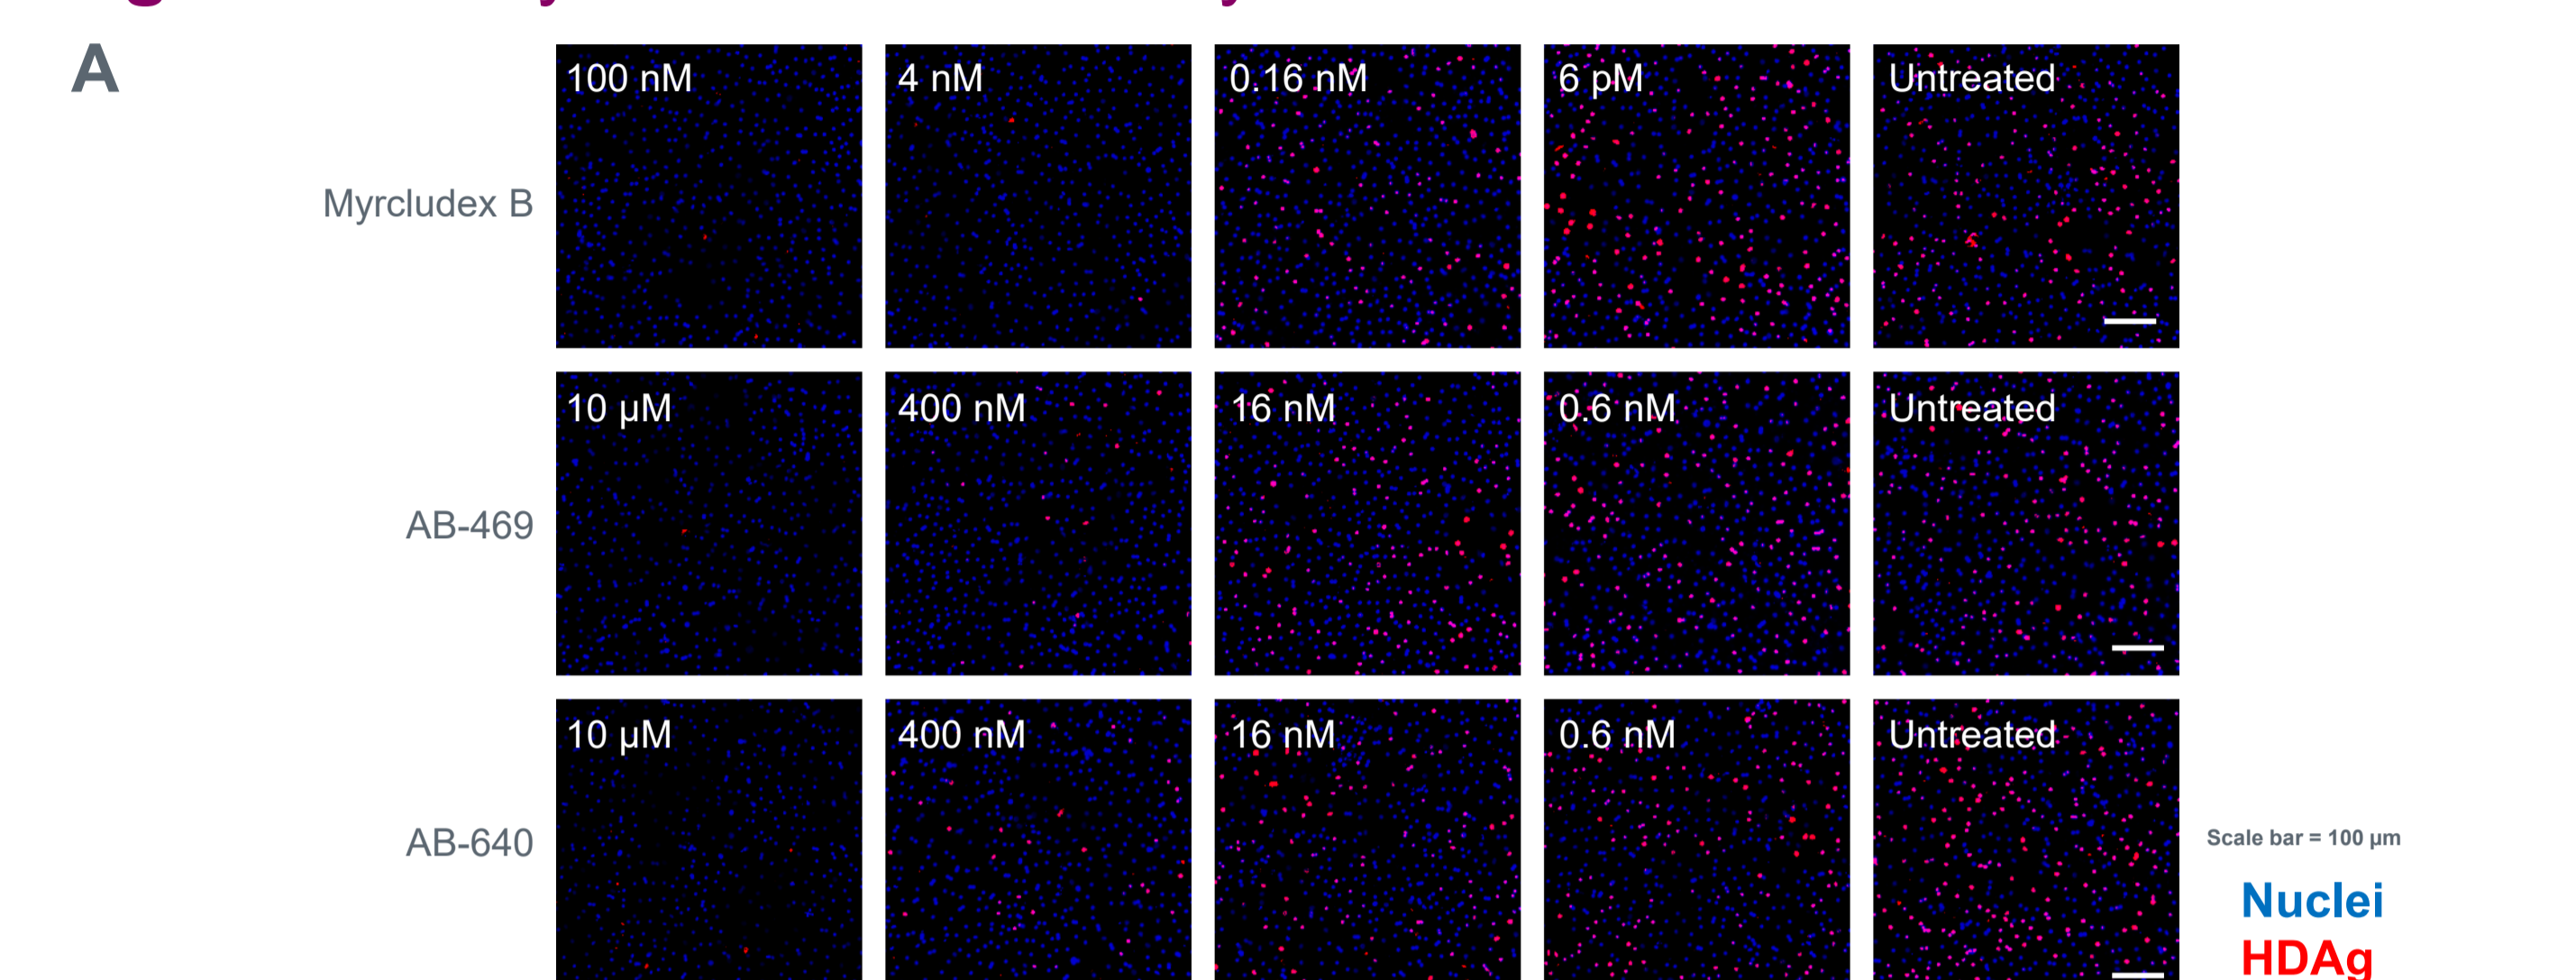 A
100 nM
4 nM
0.16 nM
6 pM
Untreated
Myrcludex B
10 µM
400 nM
16 nM
0.6 nM
Untreated
AB-469
10 µM
400 nM
16 nM
0.6 nM
Untreated
AB-640
Scale bar = 100 µm
Nuclei
HDAg